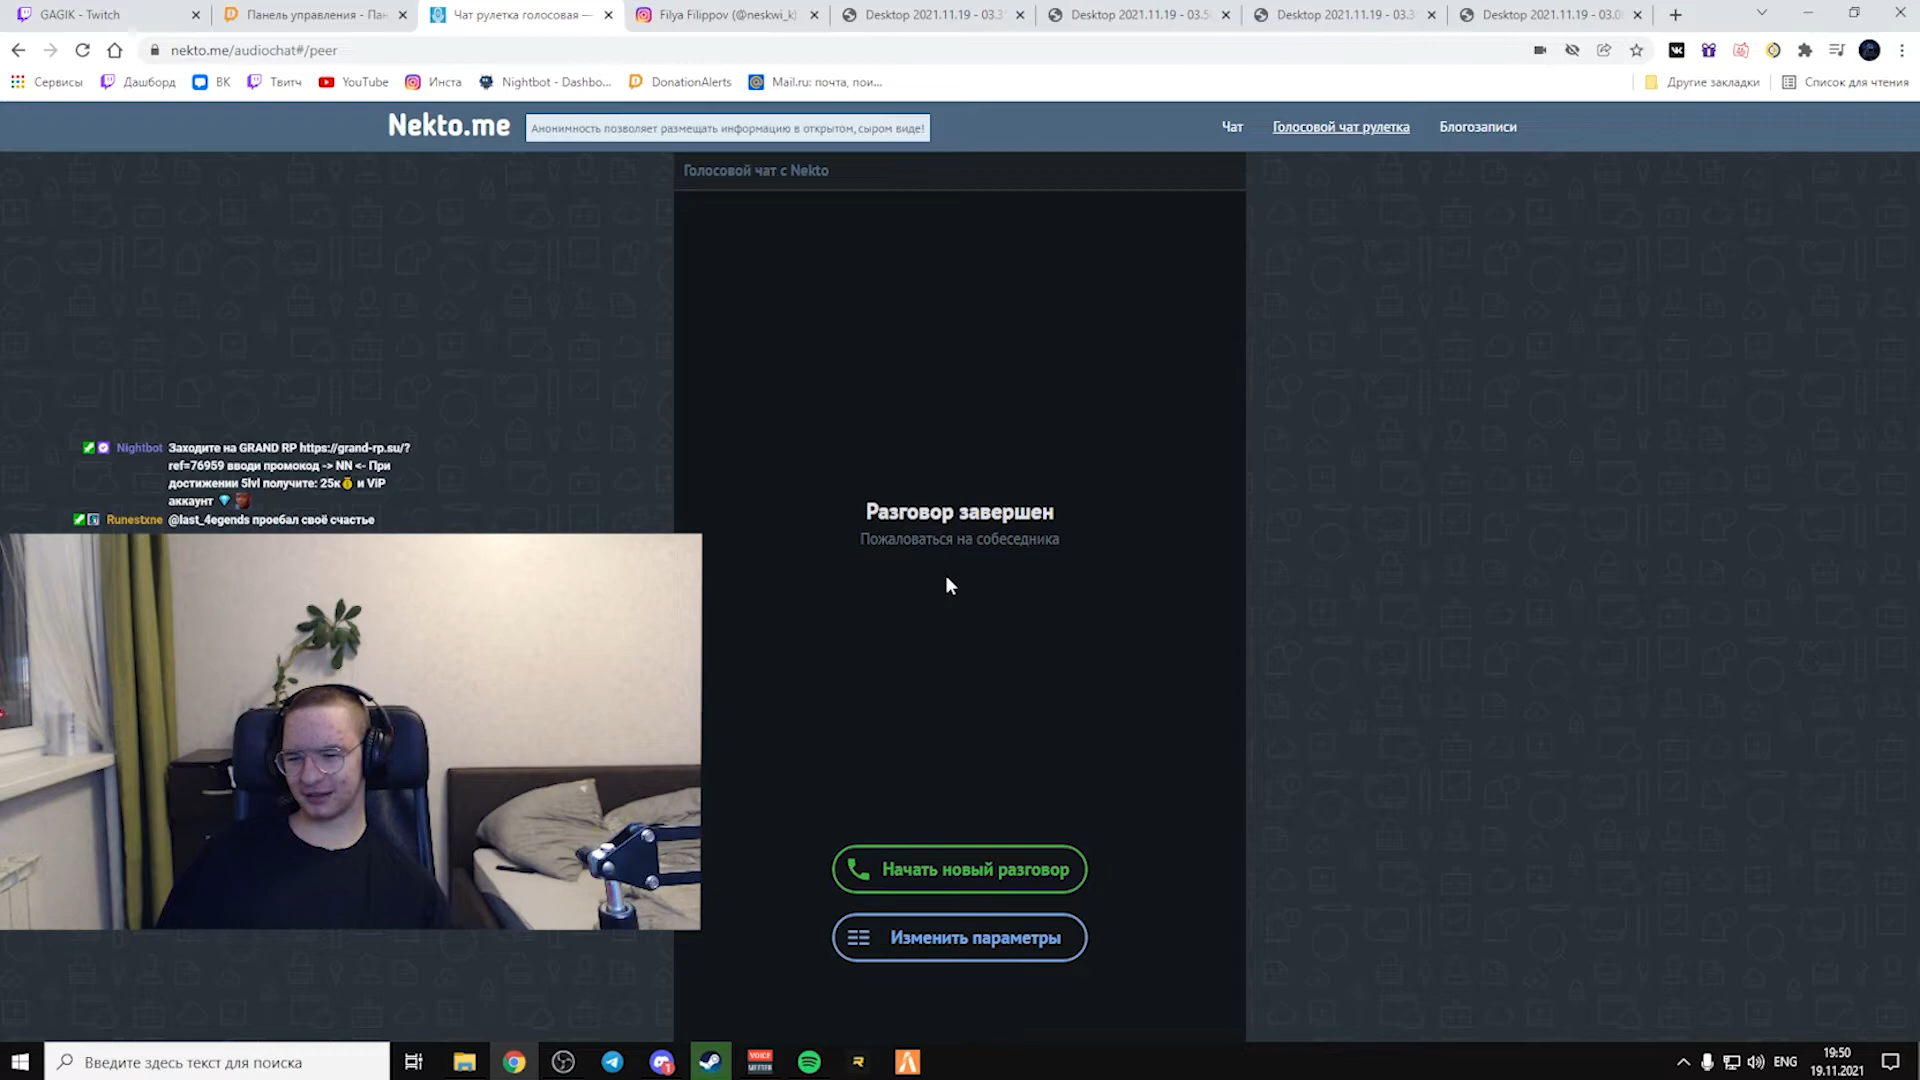 GAGIK - Twitch
Панель управления - Пан
Чат рулетка голосовая —
Filya Filippov (@neskwi_k)
Desktop 2021.11.19 - 03.3
Desktop 2021.11.19 - 03.5
Desktop 2021.11.19 - 03.3
Desktop 2021.11.19 - 03.0
nekto.me/audiochat#/peer
Сервисы
Дашборд
ВК
Твитч
YouTube
Инста
Nightbot - Dashbo...
DonationAlerts
Mail.ru: почта, пои...
Другие закладки
Список для чтения
Nekto.me
Анонимность позволяет размещать информацию в открытом, сыром виде!
Чат
Голосовой чат рулетка
Блогозаписи
Голосовой чат с Nekto
Nightbot Заходите на GRAND RP https://grand-rp.su/?
ref=76959 вводи промокод -> NN <- При
достижении 5lvl получите: 25к💰 и ViP
аккаунт 💎
Runestxne @last_4egends проебал своё счастье
Разговор завершен
Пожаловаться на собеседника
Начать новый разговор
Изменить параметры
Введите здесь текст для поиска
VOICE
MEETER
ENG
19:50
19.11.2021